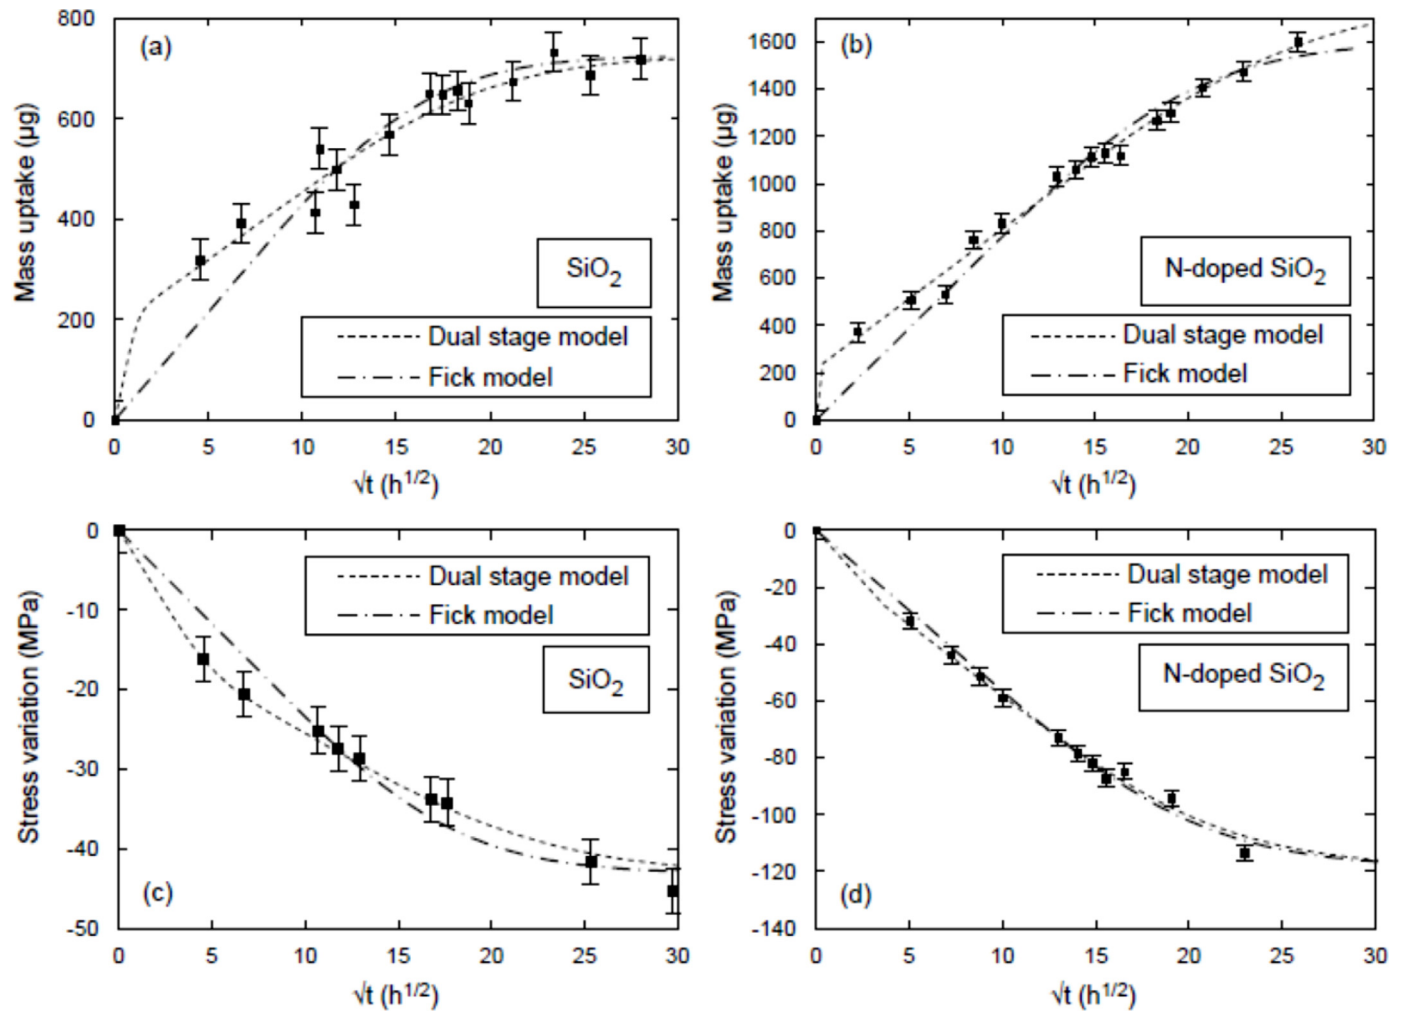 (a)
Mass uptake (μg)
800
600
400
200
0
SiO2
Dual stage model
Fick model
0 5 10 15 20 25 30
√t (h1/2)
(b)
Mass uptake (μg)
1600
1400
1200
1000
800
600
400
200
0
N-doped SiO2
Dual stage model
Fick model
0 5 10 15 20 25 30
√t (h1/2)
(c)
Stress variation (MPa)
0
-10
-20
-30
-40
-50
Dual stage model
Fick model
SiO2
0 5 10 15 20 25 30
√t (h1/2)
(d)
Stress variation (MPa)
0
-20
-40
-60
-80
-100
-120
-140
Dual stage model
Fick model
N-doped SiO2
0 5 10 15 20 25 30
√t (h1/2)